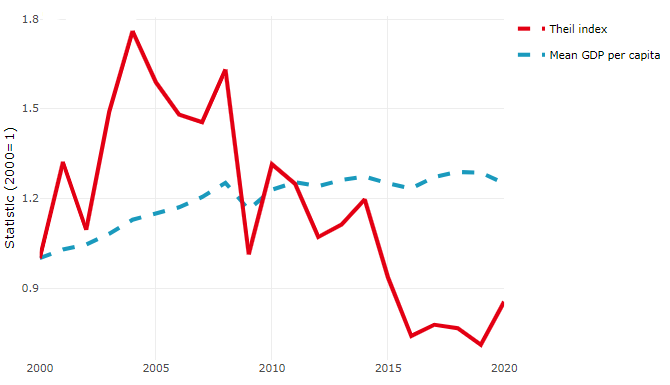 1.8
1.5
1.2
0.9
Statistic (2000= 1)
2000 2005 2010 2015 2020
Theil index
Mean GDP per capita